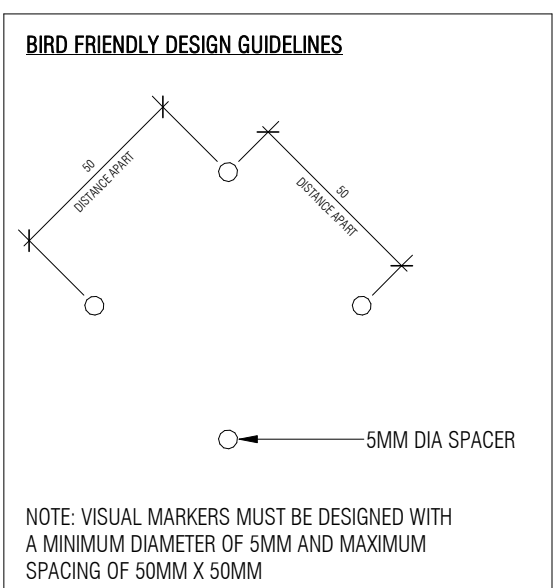 BIRD FRIENDLY DESIGN GUIDELINES
50
DISTANCE APART
50
DISTANCE APART
5MM DIA SPACER
NOTE: VISUAL MARKERS MUST BE DESIGNED WITH
A MINIMUM DIAMETER OF 5MM AND MAXIMUM
SPACING OF 50MM X 50MM